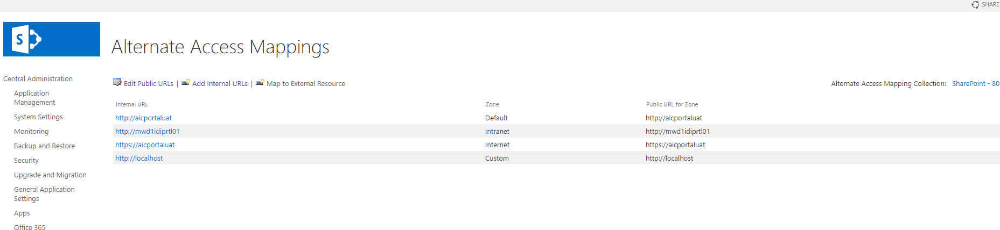 SHARE
S
Alternate Access Mappings
Central Administration
Application
Management
System Settings
Monitoring
Backup and Restore
Security
Upgrade and Migration
General Application
Settings
Apps
Office 365
Edit Public URLs | Add Internal URLs | Map to External Resource
Alternate Access Mapping Collection: SharePoint - 80
Internal URL Zone Public URL for Zone
http://aicportaluat Default http://aicportaluat
http://mwd1idiprtl01 Intranet http://mwd1idiprtl01
https://aicportaluat Internet https://aicportaluat
http://localhost Custom http://localhost